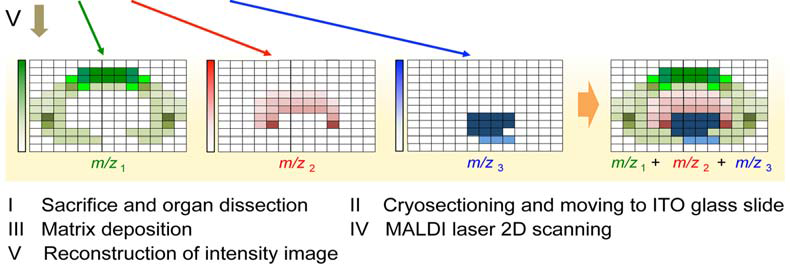 V
m/z 1 m/z 2 m/z 3 m/z 1 + m/z 2 + m/z 3
I Sacrifice and organ dissection II Cryosectioning and moving to ITO glass slide
III Matrix deposition IV MALDI laser 2D scanning
V Reconstruction of intensity image